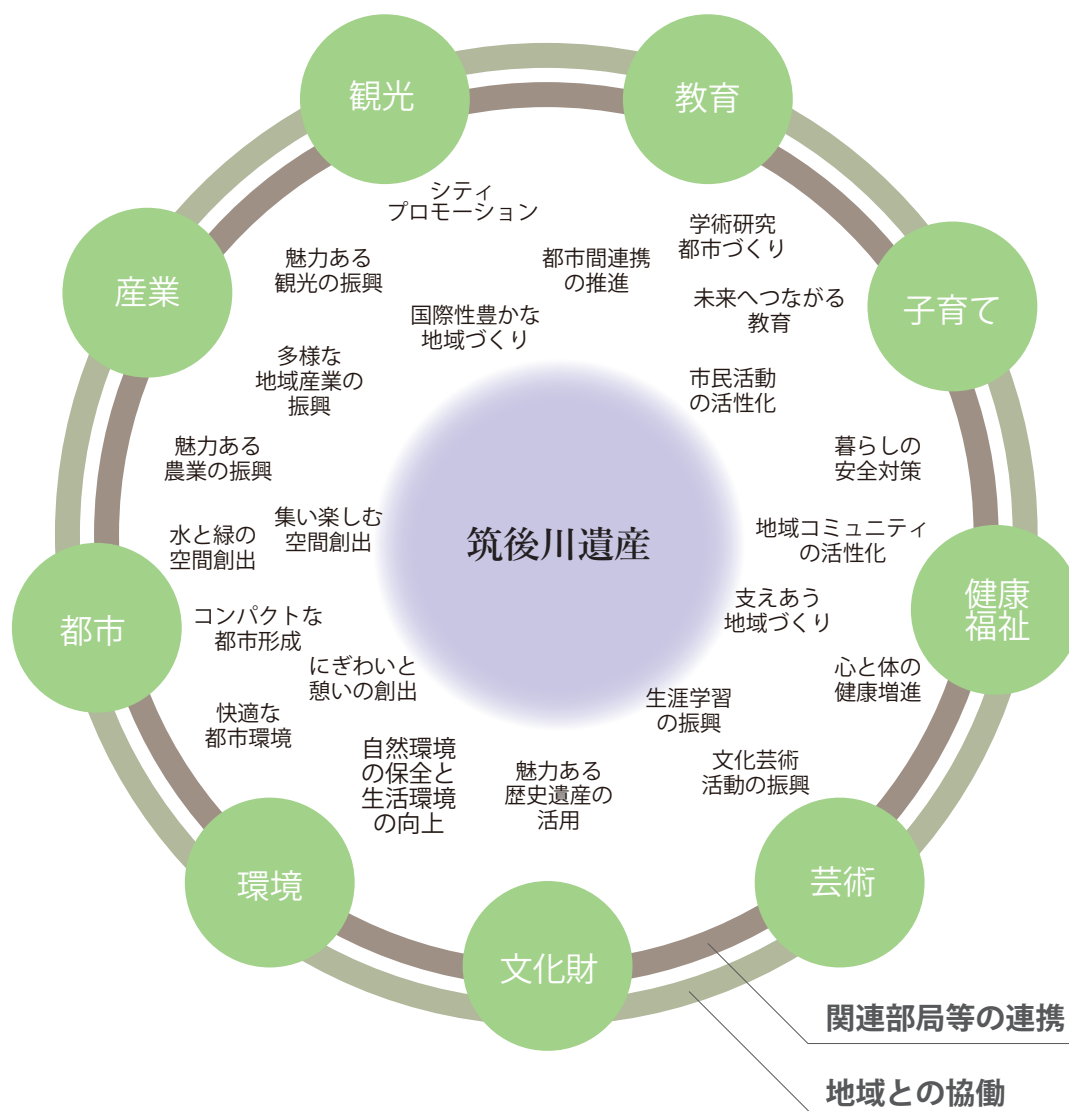 観光
教育
シティ
プロモーション
学術研究
都市づくり
魅力ある
観光の振興
都市間連携
の推進
産業
子育て
未来へつながる
教育
国際性豊かな
地域づくり
多様な
地域産業の
振興
市民活動
の活性化
魅力ある
農業の振興
暮らしの
安全対策
集い楽しむ
空間創出
水と緑の
空間創出
筑後川遺産
地域コミュニティ
の活性化
健康
福祉
支えあう
地域づくり
都市
コンパクトな
都市形成
にぎわいと
憩いの創出
心と体の
健康増進
快適な
都市環境
生涯学習
の振興
自然環境
の保全と
生活環境
の向上
魅力ある
歴史遺産の
活用
文化芸術
活動の振興
環境
芸術
文化財
関連部局等の連携
地域との協働